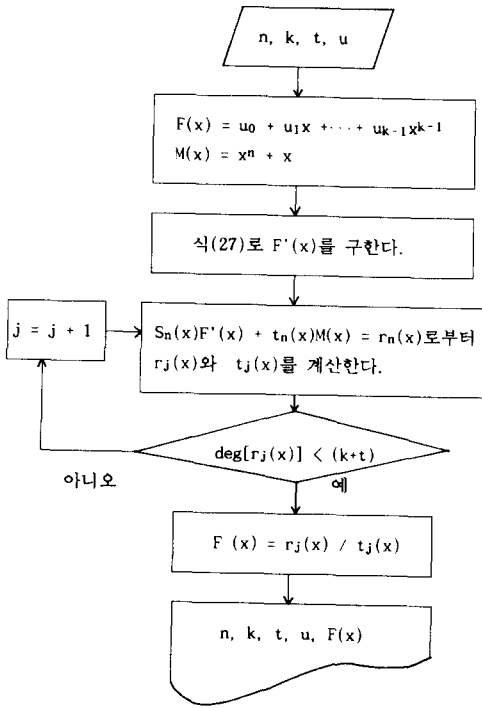 n, k, t, u
F(x) = u₀ + u₁x +···+ uₖ₋₁xᵏ⁻¹
M(x) = xⁿ + x
식(27)로 F'(x)를 구한다.
j = j + 1
Sₙ(x)F'(x) + tₙ(x)M(x) = rₙ(x)로부터
rⱼ(x)와 tⱼ(x)를 계산한다.
deg[rⱼ(x)] < (k+t)
아니오
예
F (x) = rⱼ(x) / tⱼ(x)
n, k, t, u, F(x)